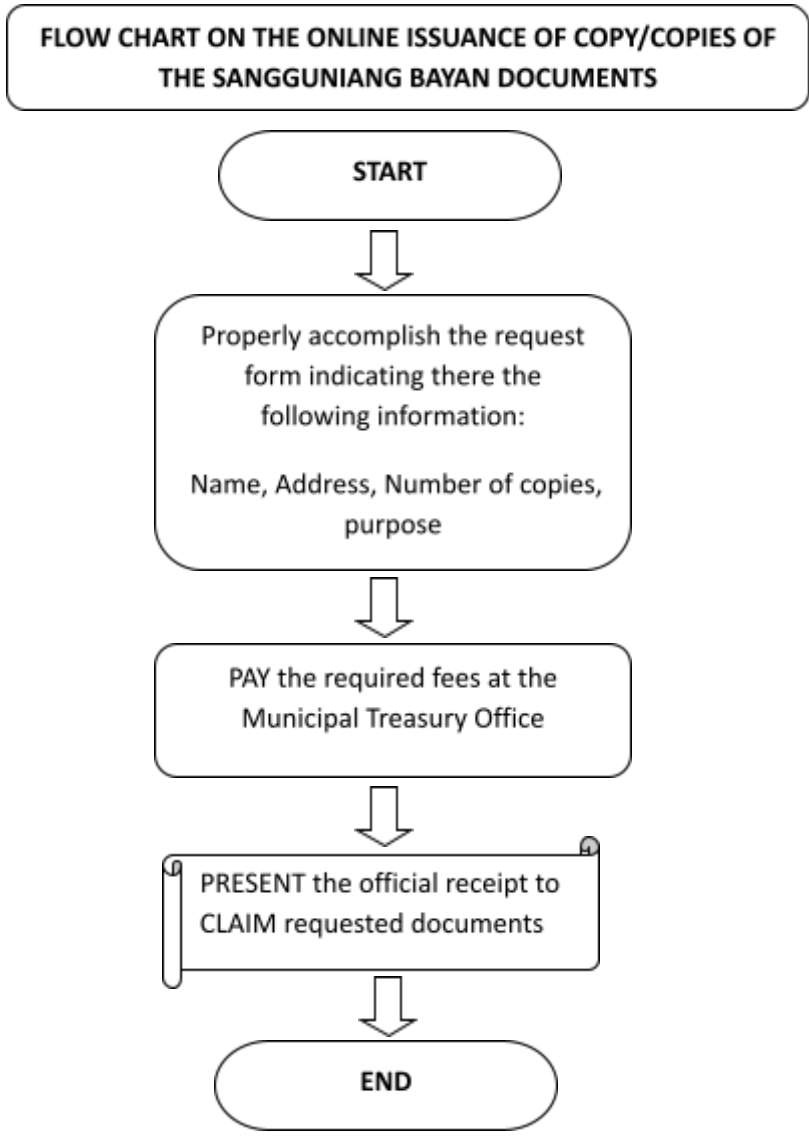 FLOW CHART ON THE ONLINE ISSUANCE OF COPY/COPIES OF
THE SANGGUNIANG BAYAN DOCUMENTS
START
Properly accomplish the request
form indicating there the
following information:
Name, Address, Number of copies,
purpose
PAY the required fees at the
Municipal Treasury Office
PRESENT the official receipt to
CLAIM requested documents
END